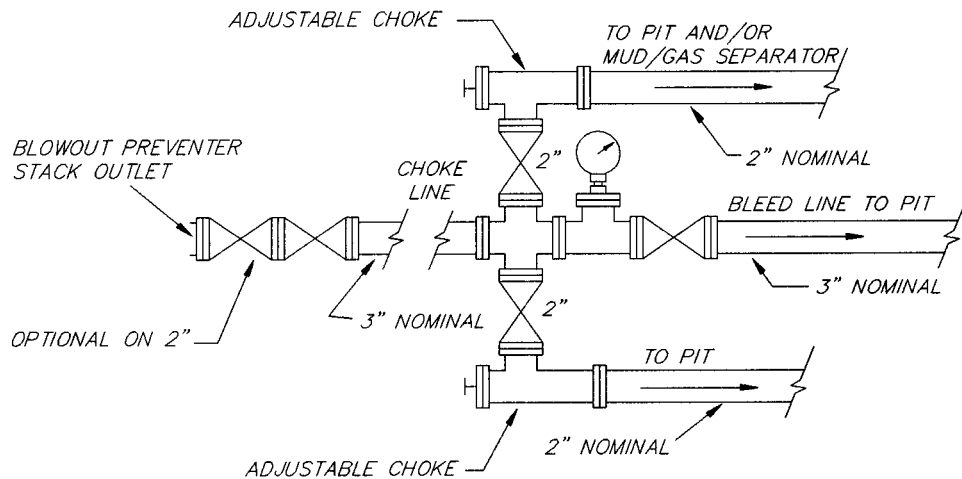 ADJUSTABLE CHOKE
TO PIT AND/OR
MUD/GAS SEPARATOR
2" NOMINAL
BLOWOUT PREVENTER
STACK OUTLET
2"
CHOKE
LINE
BLEED LINE TO PIT
3" NOMINAL
3" NOMINAL
OPTIONAL ON 2"
2"
TO PIT
2" NOMINAL
ADJUSTABLE CHOKE